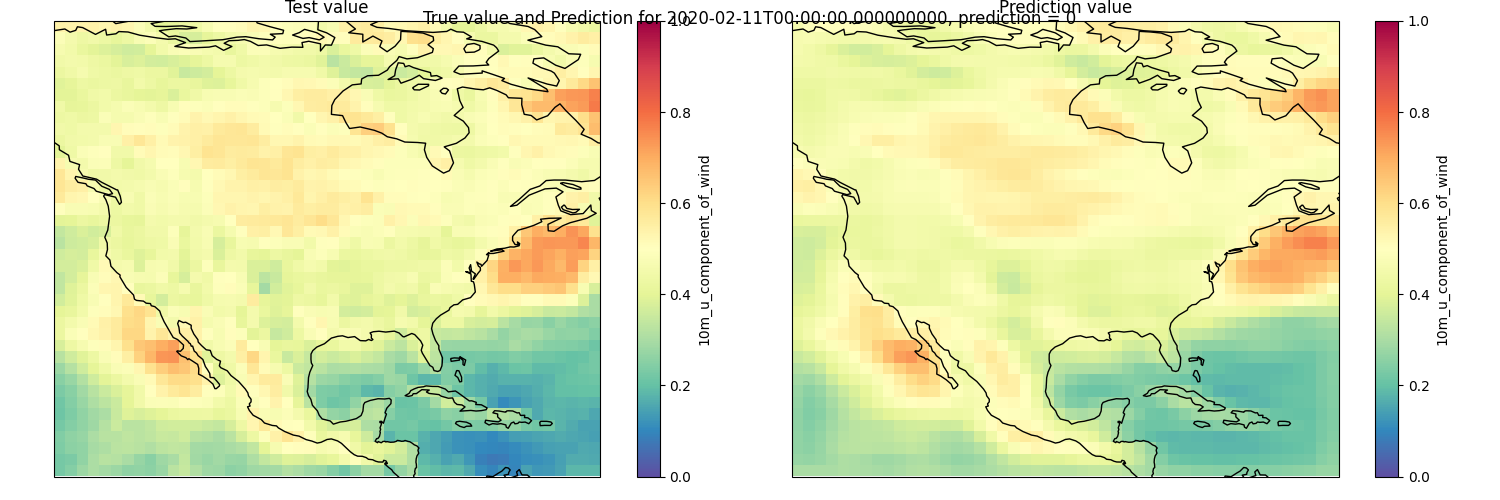 Test value
True value and Prediction for 2020-02-11T00:00:00.000000000, prediction = 0
Prediction value
1.0
0.8
0.6
0.4
0.2
0.0
10m_u_component_of_wind
1.0
0.8
0.6
0.4
0.2
0.0
10m_u_component_of_wind